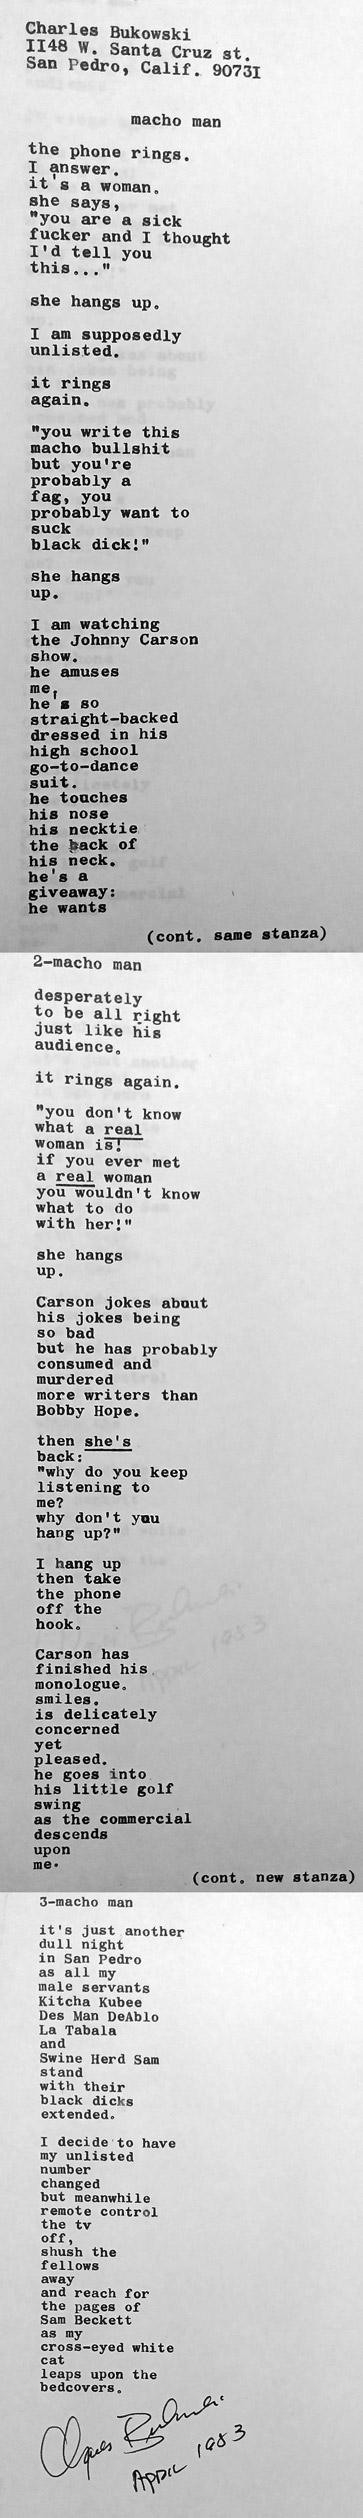 Charles Bukowski
II48 W. Santa Cruz st.
San Pedro, Calif. 9073I
macho man
the phone rings.
I answer.
it's a woman.
she says,
"you are a sick
fucker and I thought
I'd tell you
this..."
she hangs up.
I am supposedly
unlisted.
it rings
again.
"you write this
macho bullshit
but you're
probably a
fag, you
probably want to
suck
black dick!"
she hangs
up.
I am watching
the Johnny Carson
show.
he amuses
me,
he's so
straight-backed
dressed in his
high school
go-to-dance
suit.
he touches
his nose
his necktie
the back of
his neck.
he's a
giveaway:
he wants
(cont. same stanza)
2-macho man
desperately
to be all right
just like his
audience.
it rings again.
"you don't know
what a real
woman is!
if you ever met
a real woman
you wouldn't know
what to do
with her!"
she hangs
up.
Carson jokes about
his jokes being
so bad
but he has probably
consumed and
murdered
more writers than
Bobby Hope.
then she's
back:
"why do you keep
listening to
me?
why don't you
hang up?"
I hang up
then take
the phone
off the
hook.
Carson has
finished his
monologue.
smiles.
is delicately
concerned
yet
pleased.
he goes into
his little golf
swing
as the commercial
descends
upon
me.
(cont. new stanza)
3-macho man
it's just another
dull night
in San Pedro
as all my
male servants
Kitcha Kubee
Des Man DeAblo
La Tabala
and
Swine Herd Sam
stand
with their
black dicks
extended.
I decide to have
my unlisted
number
changed
but meanwhile
remote control
the tv
off,
shush the
fellows
away
and reach for
the pages of
Sam Beckett
as my
cross-eyed white
cat
leaps upon the
bedcovers.
Charles Bukowski
April 1983